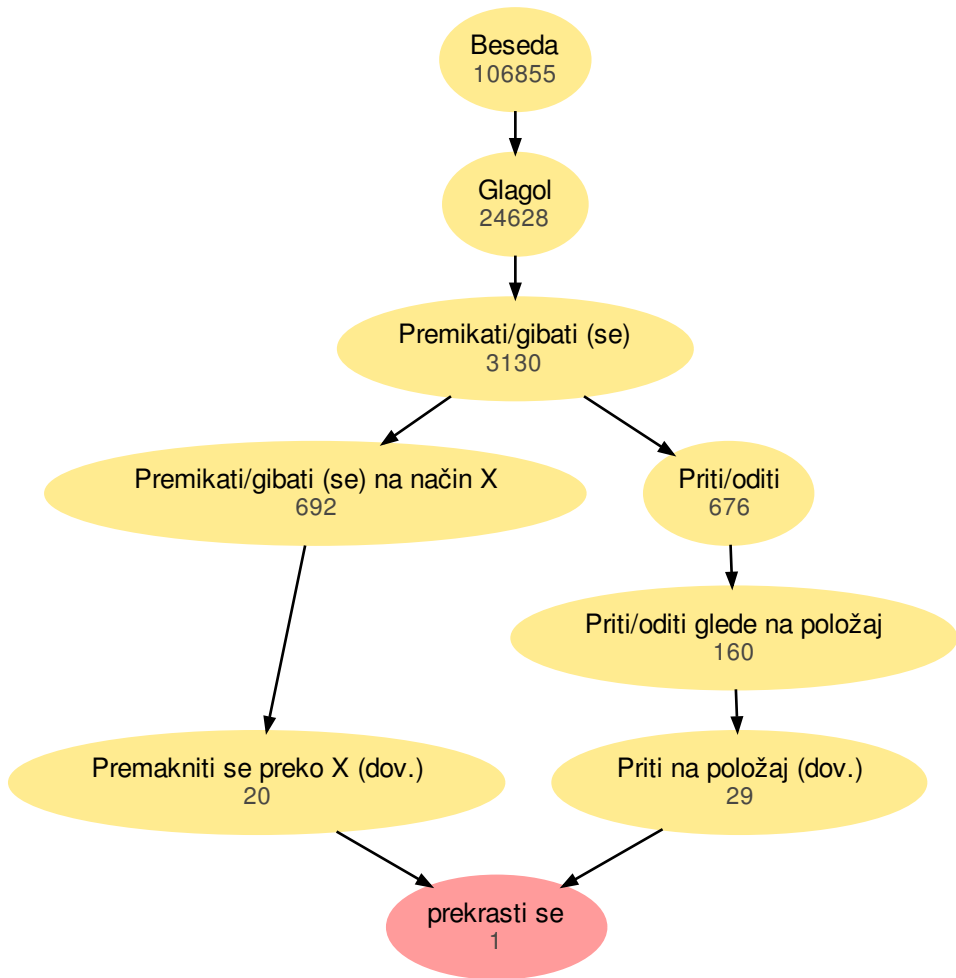 Beseda
106855
Glagol
24628
Premikati/gibati (se)
3130
Premikati/gibati (se) na način X
692
Priti/oditi
676
Priti/oditi glede na položaj
160
Premakniti se preko X (dov.)
20
Priti na položaj (dov.)
29
prekrasti se
1